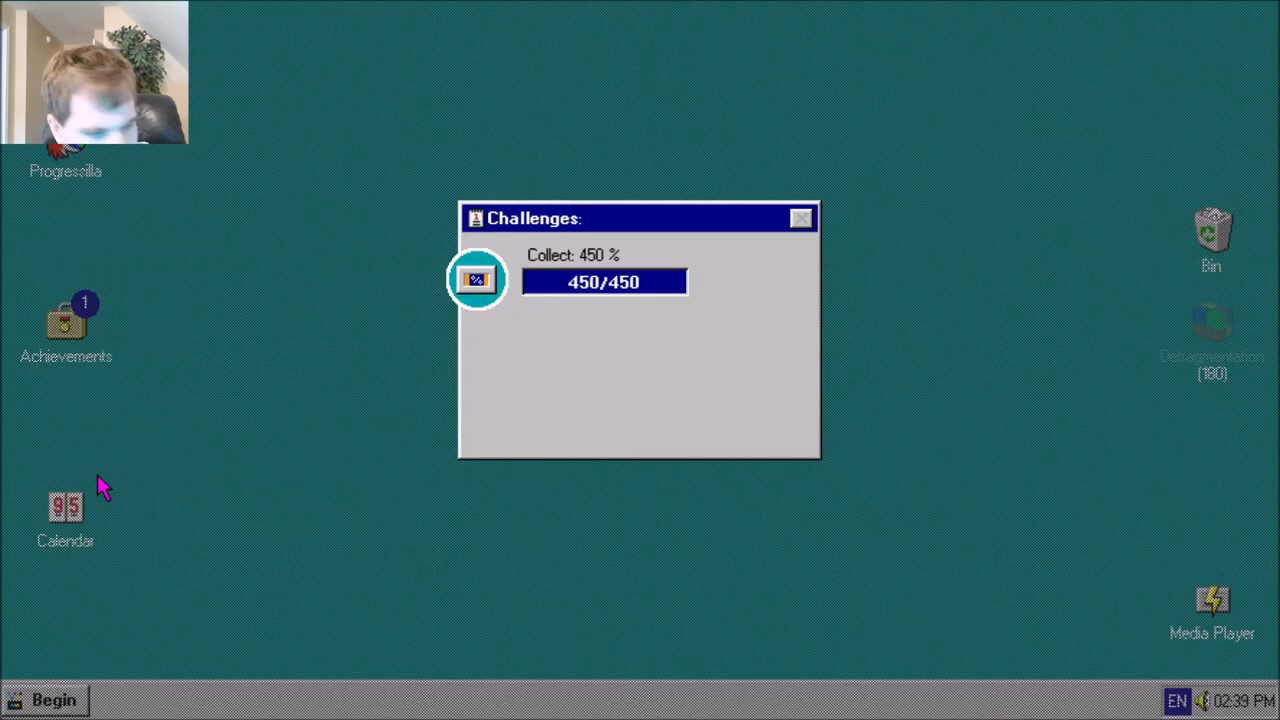 Progressilla
Challenges:
Collect: 450 %
%
450/450
Bin
1
Achievements
Defragmentation
(180)
95
Calendar
Media Player
Begin
EN
02:39 PM